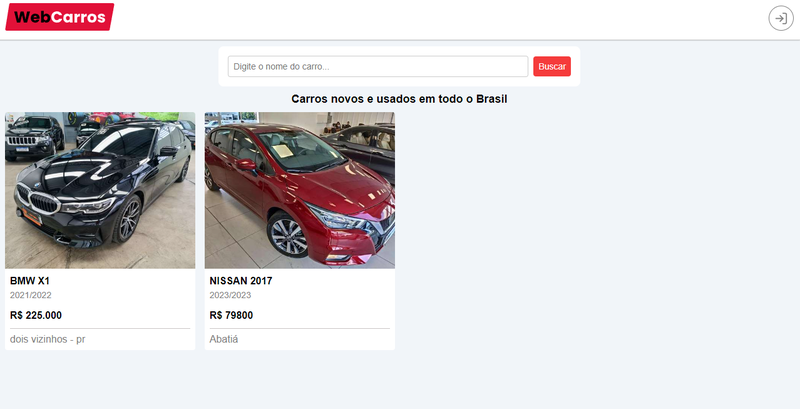 WebCarros
Digite o nome do carro...
Buscar
Carros novos e usados em todo o Brasil
BMW X1
2021/2022
R$ 225.000
dois vizinhos - pr
NISSAN 2017
2023/2023
R$ 79800
Abatiá